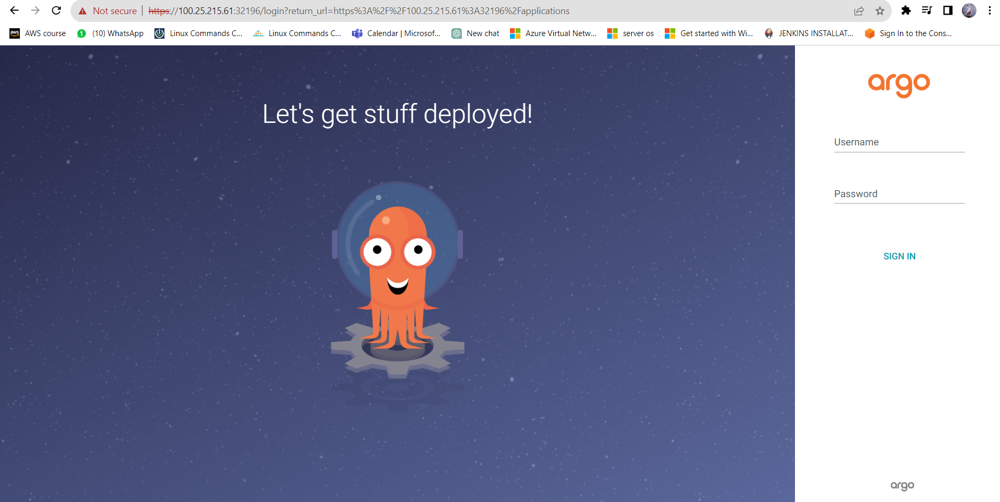 Not secure https://100.25.215.61:32196/login?return_url=https%3A%2F%2F100.25.215.61%3A32196%2Fapplications
aws AWS course 1 (10) WhatsApp Linux Commands C... Linux Commands C... Calendar | Microsof... New chat Azure Virtual Netw... server os Get started with Wi... JENKINS INSTALLAT... Sign In to the Cons...
argo
Let's get stuff deployed!
Username
Password
SIGN IN
argo